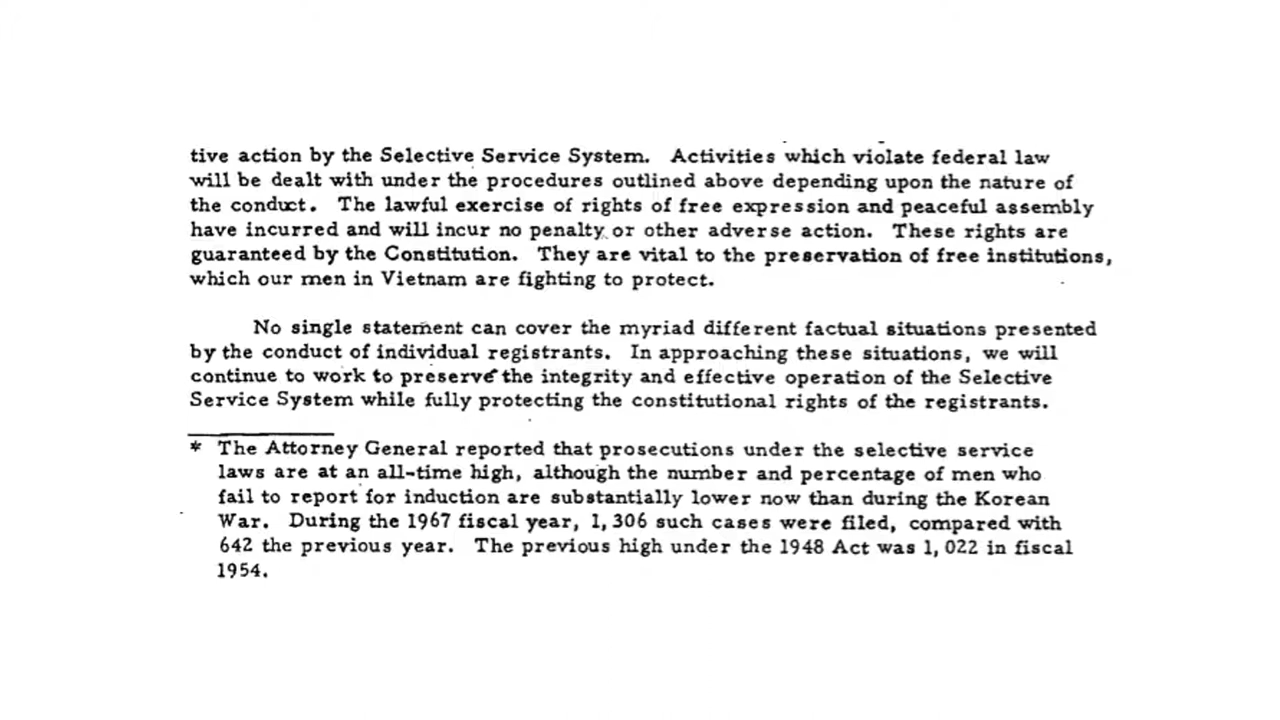 tive action by the Selective Service System. Activities which violate federal law
will be dealt with under the procedures outlined above depending upon the nature of
the conduct. The lawful exercise of rights of free expression and peaceful assembly
have incurred and will incur no penalty or other adverse action. These rights are
guaranteed by the Constitution. They are vital to the preservation of free institutions,
which our men in Vietnam are fighting to protect.
No single statement can cover the myriad different factual situations presented
by the conduct of individual registrants. In approaching these situations, we will
continue to work to preserve the integrity and effective operation of the Selective
Service System while fully protecting the constitutional rights of the registrants.
* The Attorney General reported that prosecutions under the selective service
laws are at an all-time high, although the number and percentage of men who
fail to report for induction are substantially lower now than during the Korean
War. During the 1967 fiscal year, 1, 306 such cases were filed, compared with
642 the previous year. The previous high under the 1948 Act was 1, 022 in fiscal
1954.